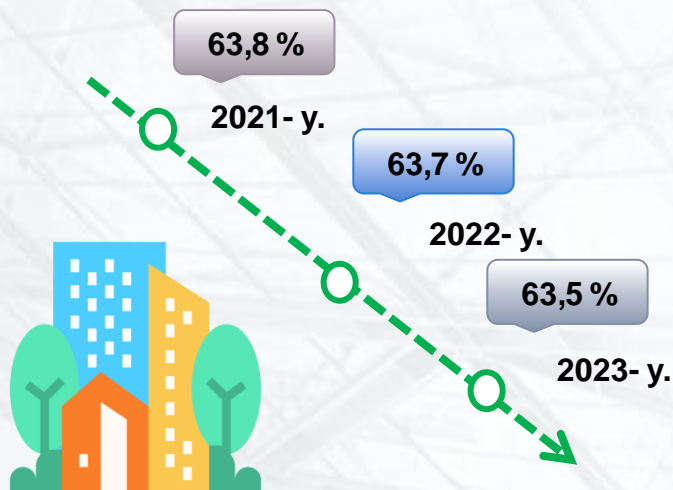 63,8 %
2021- y.
63,7 %
2022- y.
63,5 %
2023- y.